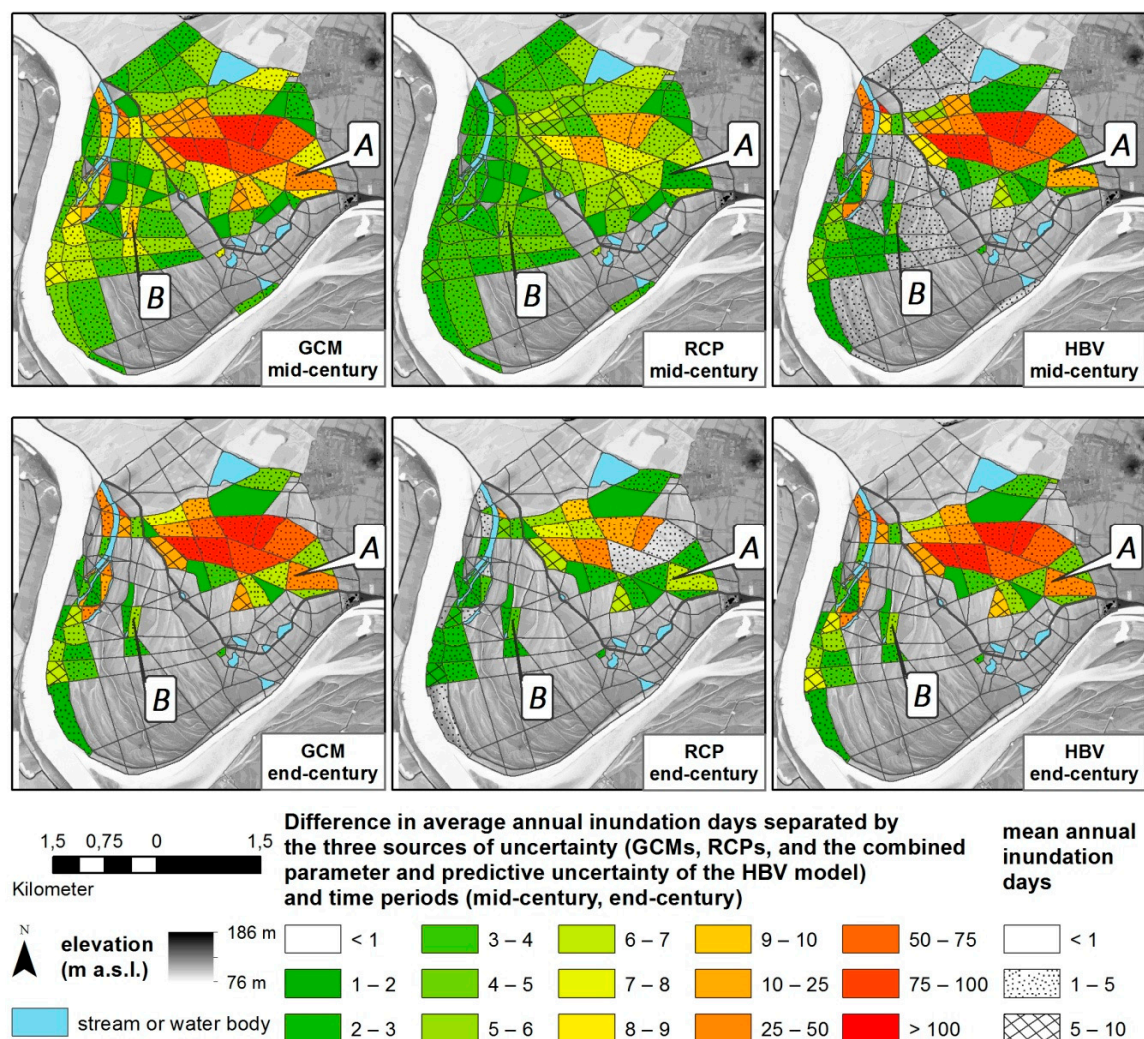 A
B
GCM
mid-century
A
B
RCP
mid-century
A
B
HBV
mid-century
A
B
GCM
end-century
A
B
RCP
end-century
A
B
HBV
end-century
1,5 0,75 0 1,5
Kilometer
N
elevation
(m a.s.l.)
186 m
76 m
stream or water body
Difference in average annual inundation days separated by
the three sources of uncertainty (GCMs, RCPs, and the combined
parameter and predictive uncertainty of the HBV model)
and time periods (mid-century, end-century)
< 1 3 – 4 6 – 7 9 – 10 50 – 75
1 – 2 4 – 5 7 – 8 10 – 25 75 – 100
2 – 3 5 – 6 8 – 9 25 – 50 > 100
mean annual
inundation
days
< 1
1 – 5
5 – 10